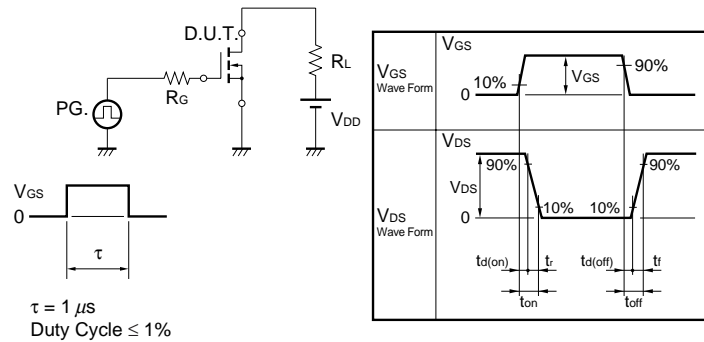 D.U.T.
RL
RG
PG.
VDD
VGS
0
τ
τ = 1 μs
Duty Cycle ≤ 1%
VGS
VGS
Wave Form
10%
VGS
90%
0
VDS
90%
90%
VDS
10%
10%
VDS
Wave Form
0
td(on)
tr
td(off)
tf
ton
toff